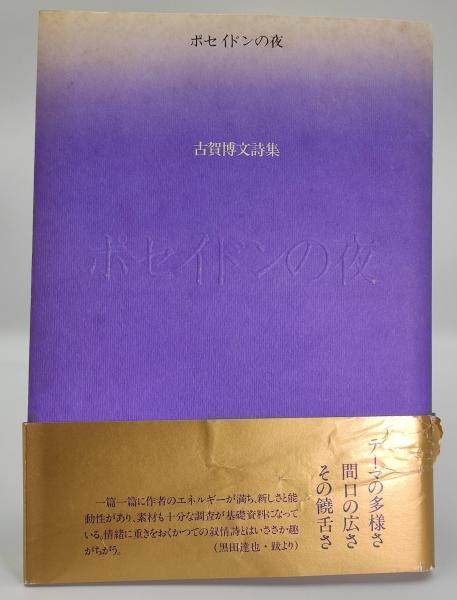 ポセイドンの夜
古賀博文詩集
ポセイドンの夜
テーマの多様さ
間口の広さ
その饒舌さ
一篇一篇に作者のエネルギーが満ち、新しさと能
動性があり、素材も十分な調査が基礎資料になって
いる。情緒に重きをおくかつての叙情詩とはいささか趣
がちがう。（黒田達也・跋より）